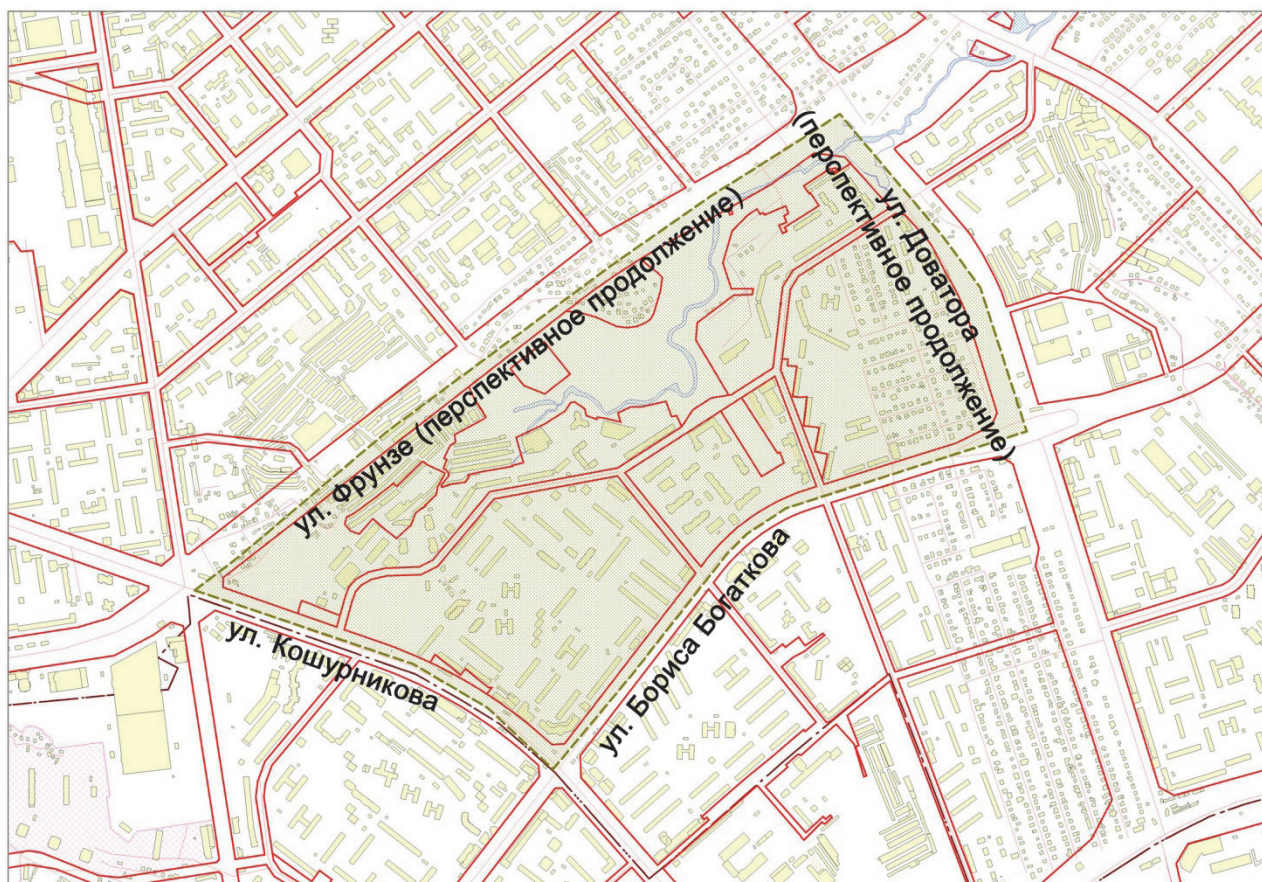 ул. Фрунзе (перспективное продолжение)
ул. Доватора
(перспективное продолжение)
ул. Кошурникова
ул. Бориса Богаткова